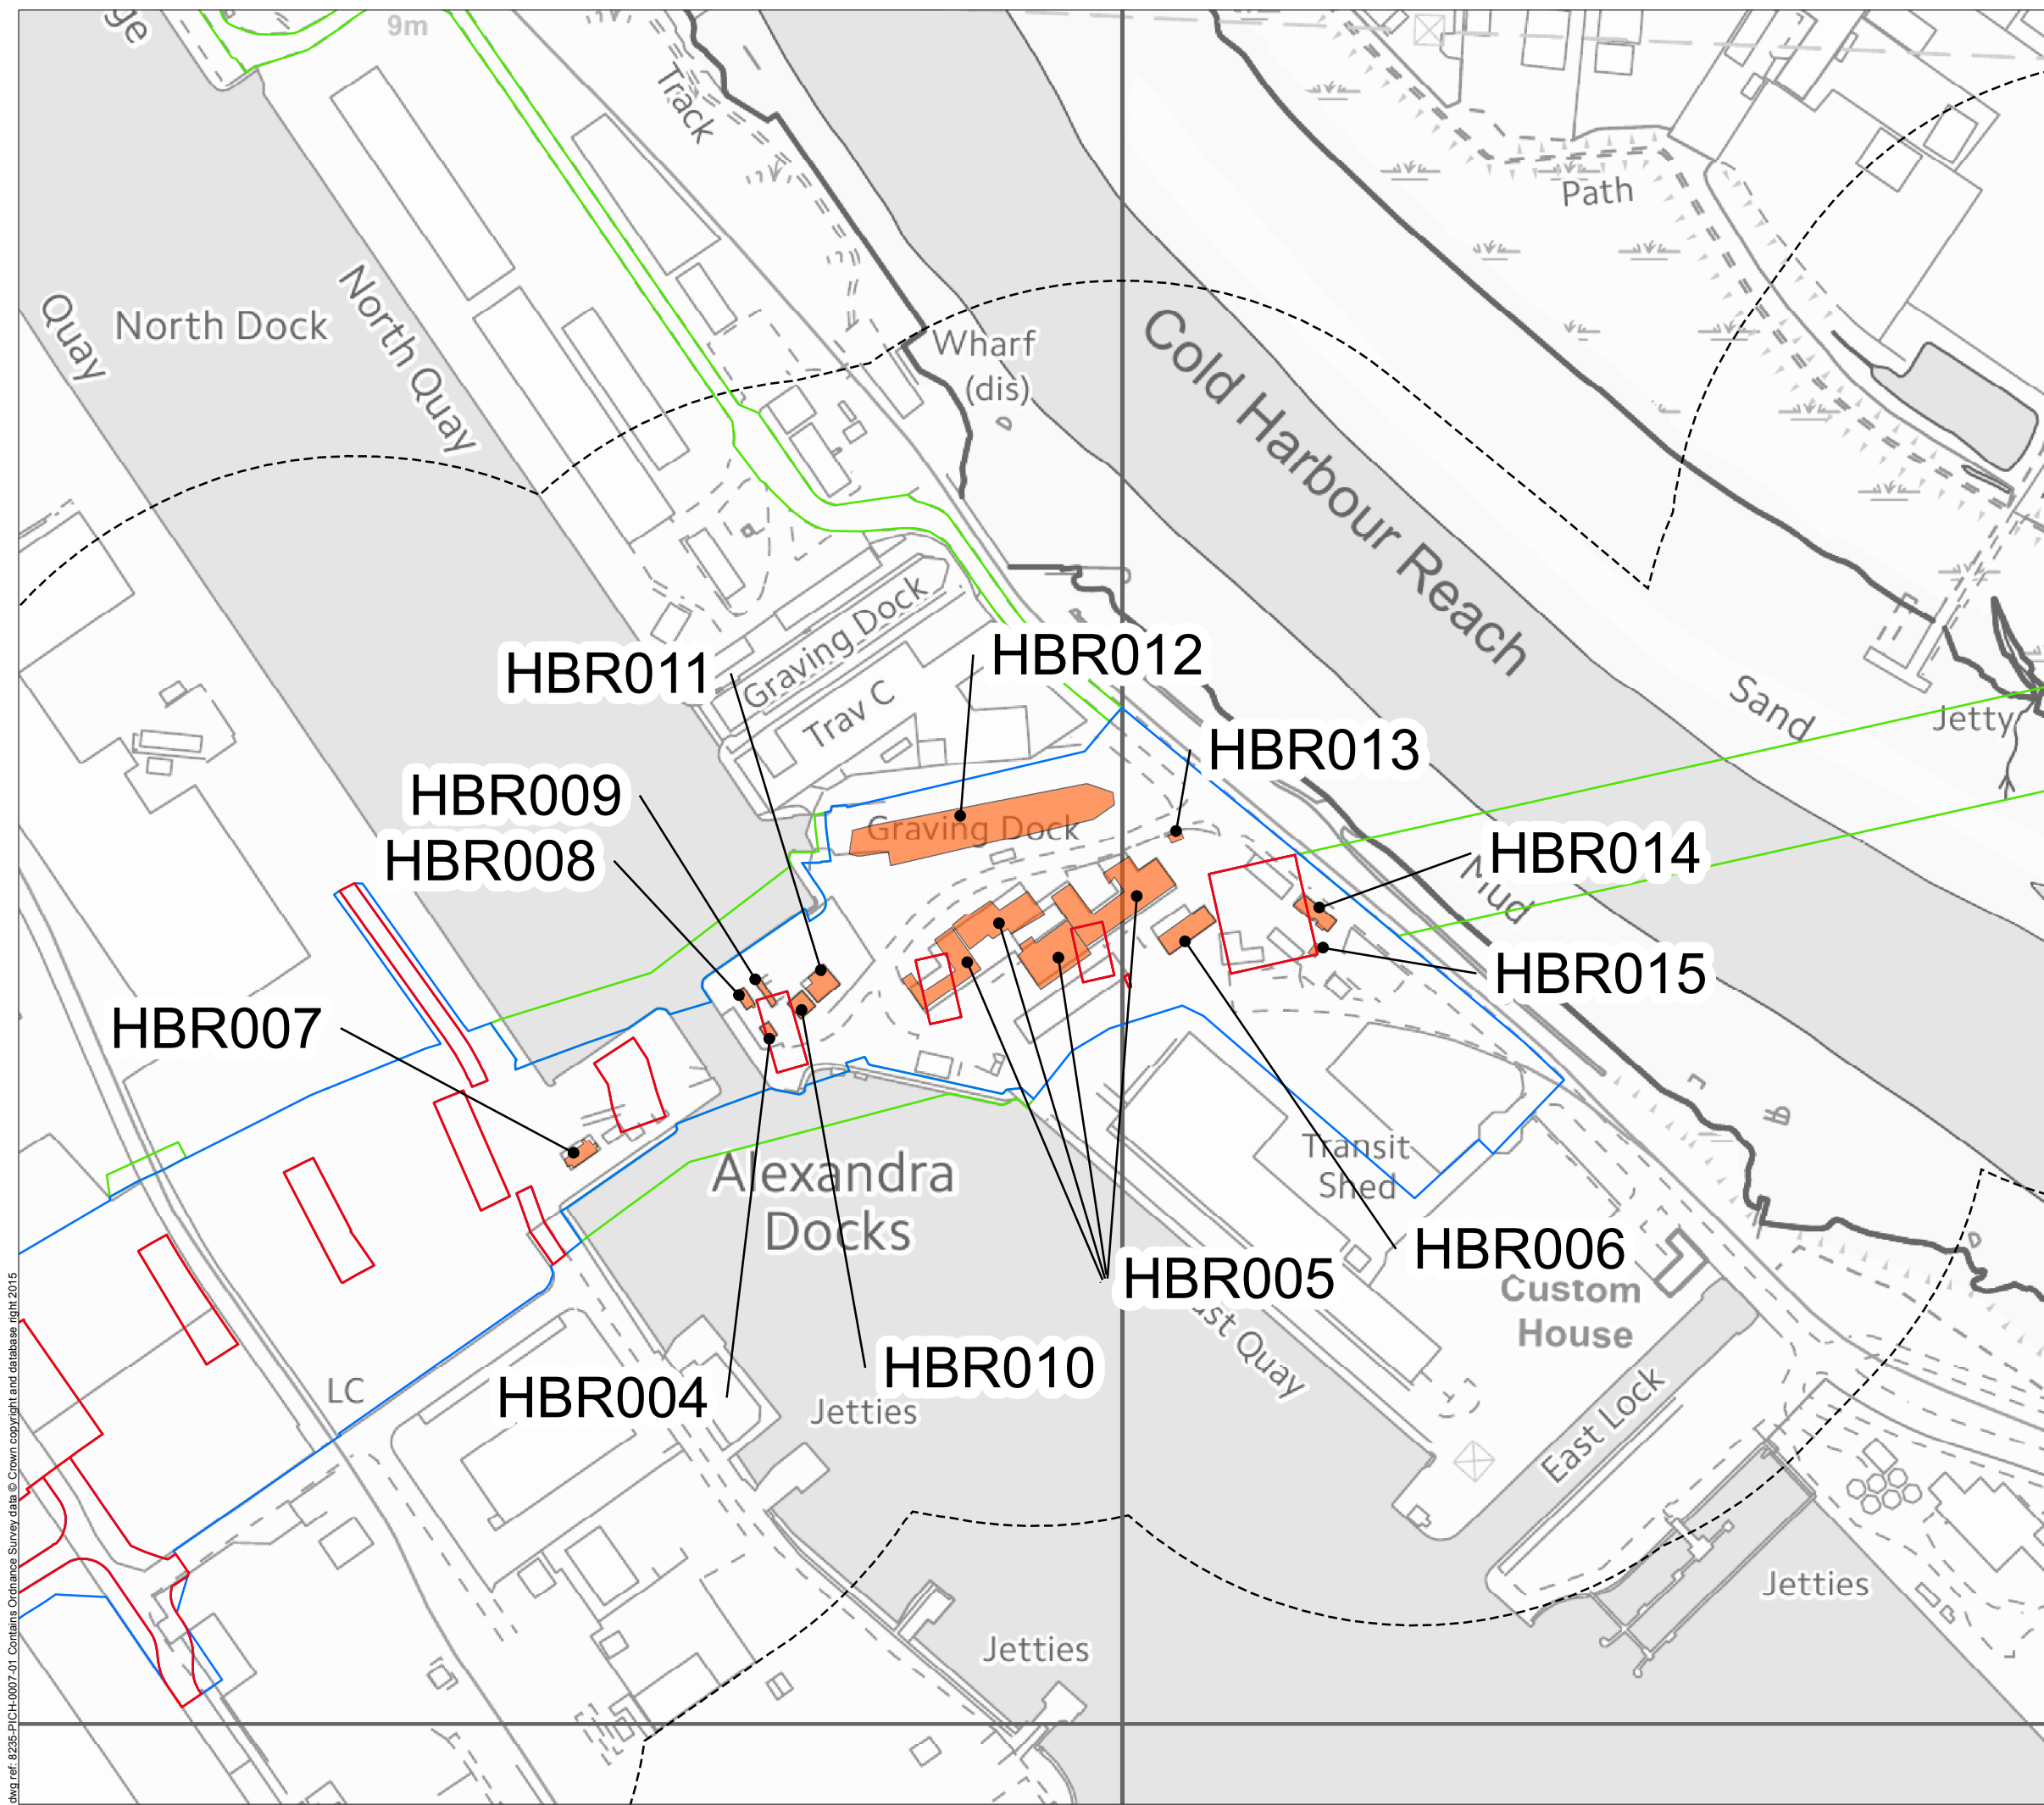 ge
9m
Track
Path
Quay
North Dock
North Quay
Wharf
(dis)
Cold Harbour Reach
Sand
Jetty
Graving Dock
Trav C
HBR011
HBR012
HBR013
HBR009
HBR008
Graving Dock
HBR014
Mud
HBR015
HBR007
Alexandra
Docks
Transit
Shed
HBR006
HBR005
Custom
House
East Quay
HBR010
HBR004
LC
Jetties
East Lock
Jetties
Jetties
dwg ref: 8235-PICH-0007-01 Contains Ordnance Survey data © Crown copyright and database right 2015